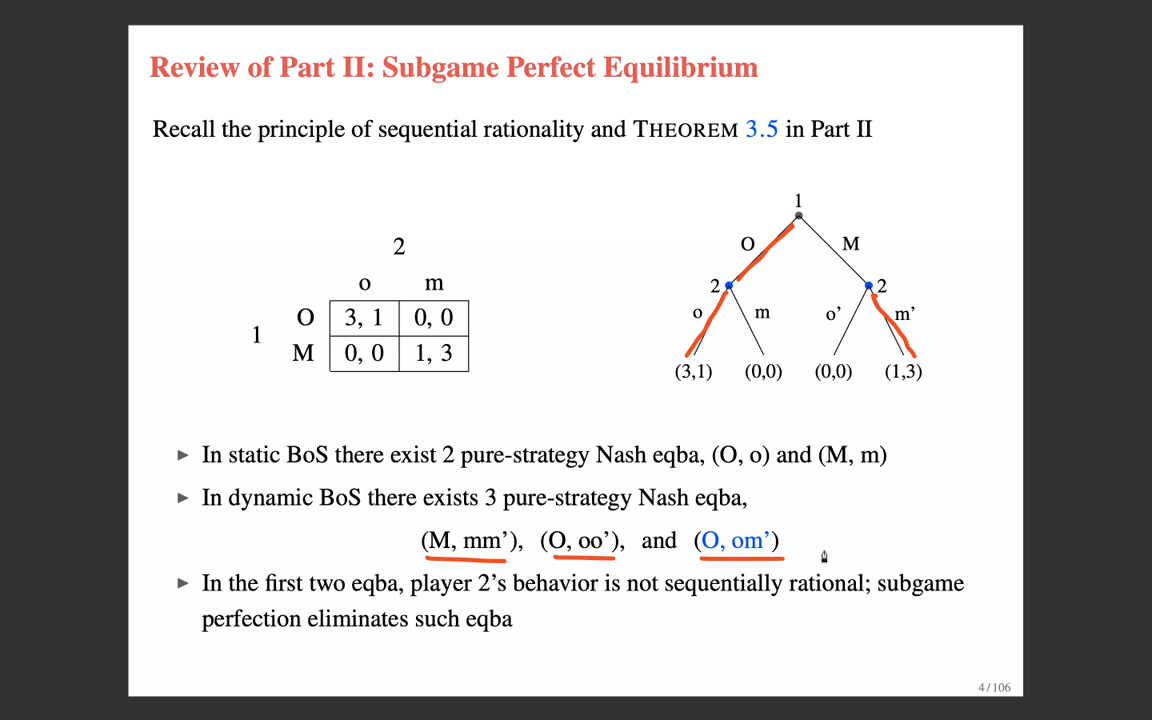 Review of Part II: Subgame Perfect Equilibrium
Recall the principle of sequential rationality and THEOREM 3.5 in Part II
2
o m
1
O 3, 1 0, 0
M 0, 0 1, 3
1
O M
2 2
o m o’ m’
(3,1) (0,0) (0,0) (1,3)
► In static BoS there exist 2 pure-strategy Nash eqba, (O, o) and (M, m)
► In dynamic BoS there exists 3 pure-strategy Nash eqba,
(M, mm’), (O, oo’), and (O, om’)
► In the first two eqba, player 2’s behavior is not sequentially rational; subgame
perfection eliminates such eqba
4 / 106